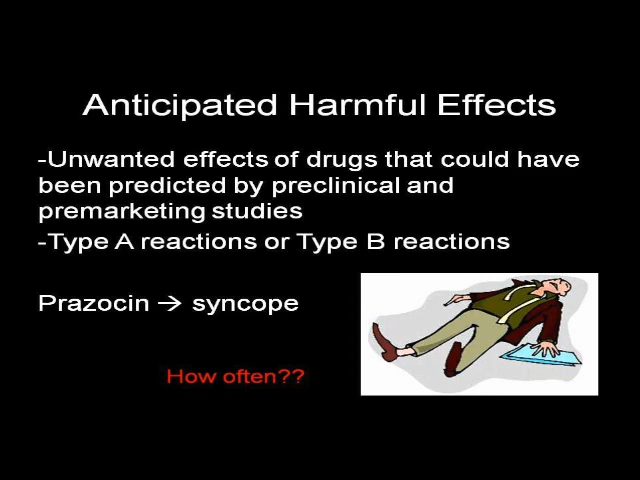 Anticipated Harmful Effects
-Unwanted effects of drugs that could have
been predicted by preclinical and
premarketing studies
-Type A reactions or Type B reactions
Prazocin → syncope
How often??